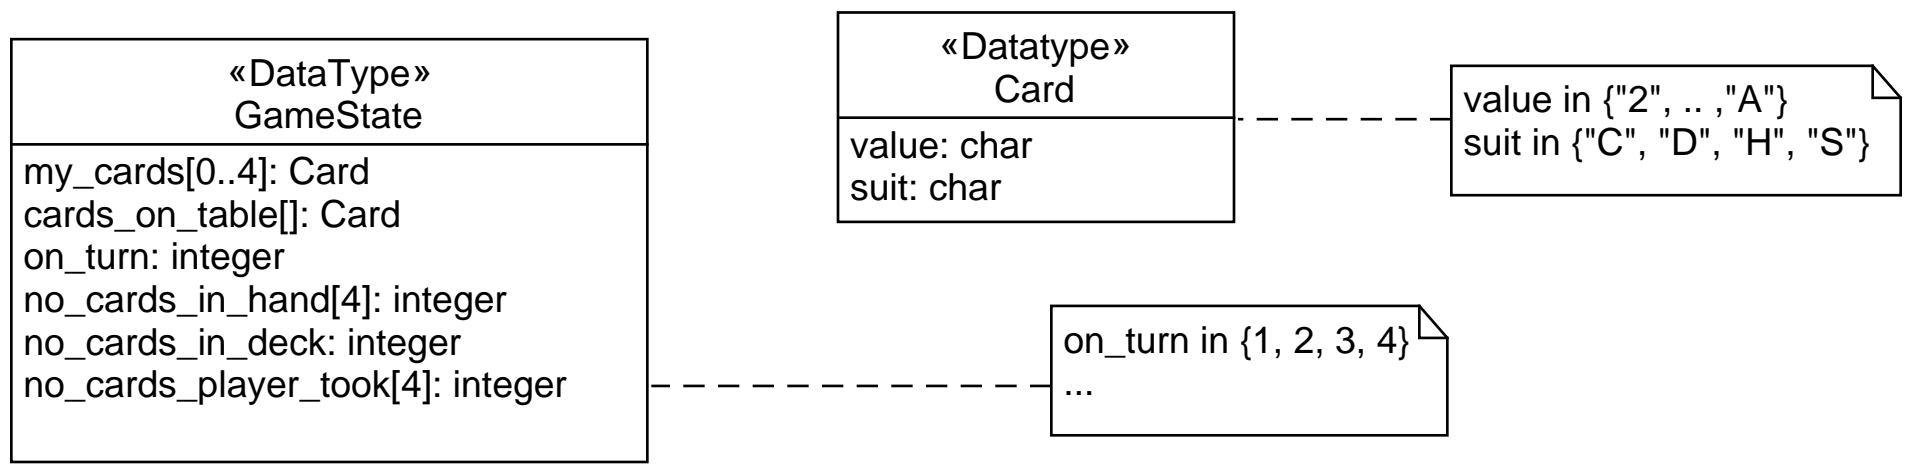 «DataType»
GameState
my_cards[0..4]: Card
cards_on_table[]: Card
on_turn: integer
no_cards_in_hand[4]: integer
no_cards_in_deck: integer
no_cards_player_took[4]: integer
«Datatype»
Card
value: char
suit: char
value in {"2", .. ,"A"}
suit in {"C", "D", "H", "S"}
on_turn in {1, 2, 3, 4}
...